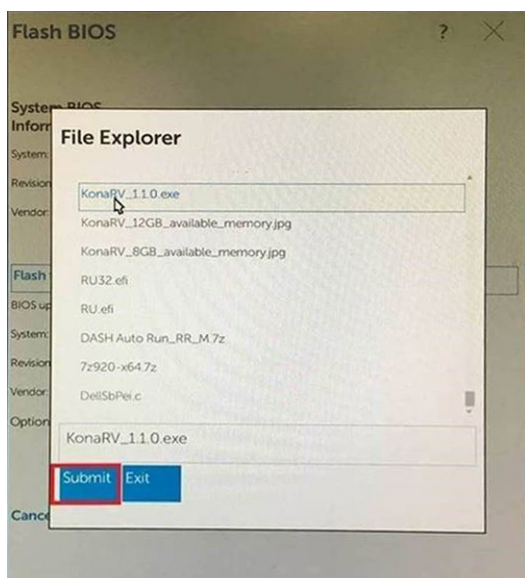 Flash BIOS ?
System BIOS
Inforr
System:
Revision
Vendor
File Explorer
KonaRV_1.1.0.exe
KonaRV_12GB_available_memory.jpg
KonaRV_8GB_available_memory.jpg
RU32.efi
RU.efi
DASH Auto Run_RR_M.7z
7z920-x64.7z
DellSbPei.c
Flash
BIOS up
System:
Revision
Vendor:
Option
KonaRV_1.1.0.exe
Submit Exit
Cance